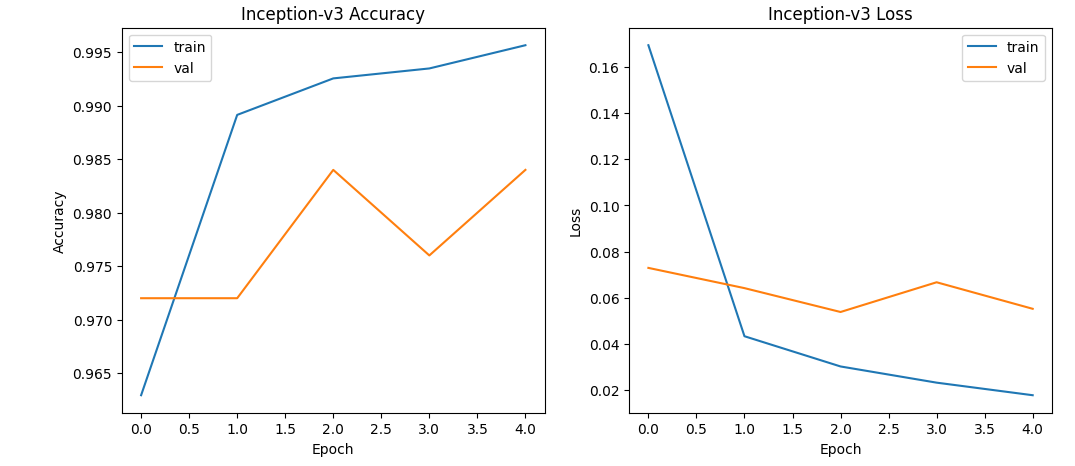 Inception-v3 Accuracy
train
val
0.995
0.990
0.985
0.980
0.975
0.970
0.965
Accuracy
0.0 0.5 1.0 1.5 2.0 2.5 3.0 3.5 4.0
Epoch
Inception-v3 Loss
train
val
0.16
0.14
0.12
0.10
0.08
0.06
0.04
0.02
Loss
0.0 0.5 1.0 1.5 2.0 2.5 3.0 3.5 4.0
Epoch